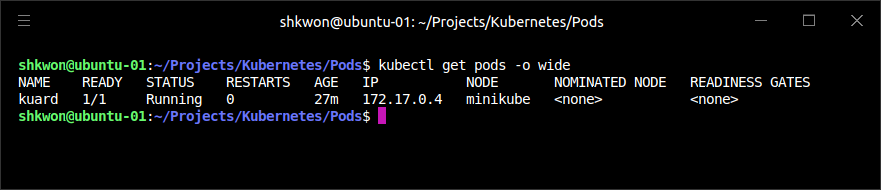 shkwon@ubuntu-01: ~/Projects/Kubernetes/Pods
shkwon@ubuntu-01:~/Projects/Kubernetes/Pods$ kubectl get pods -o wide
NAME    READY   STATUS    RESTARTS   AGE   IP           NODE       NOMINATED NODE   READINESS GATES
kuard   1/1     Running   0          27m   172.17.0.4   minikube   <none>           <none>
shkwon@ubuntu-01:~/Projects/Kubernetes/Pods$